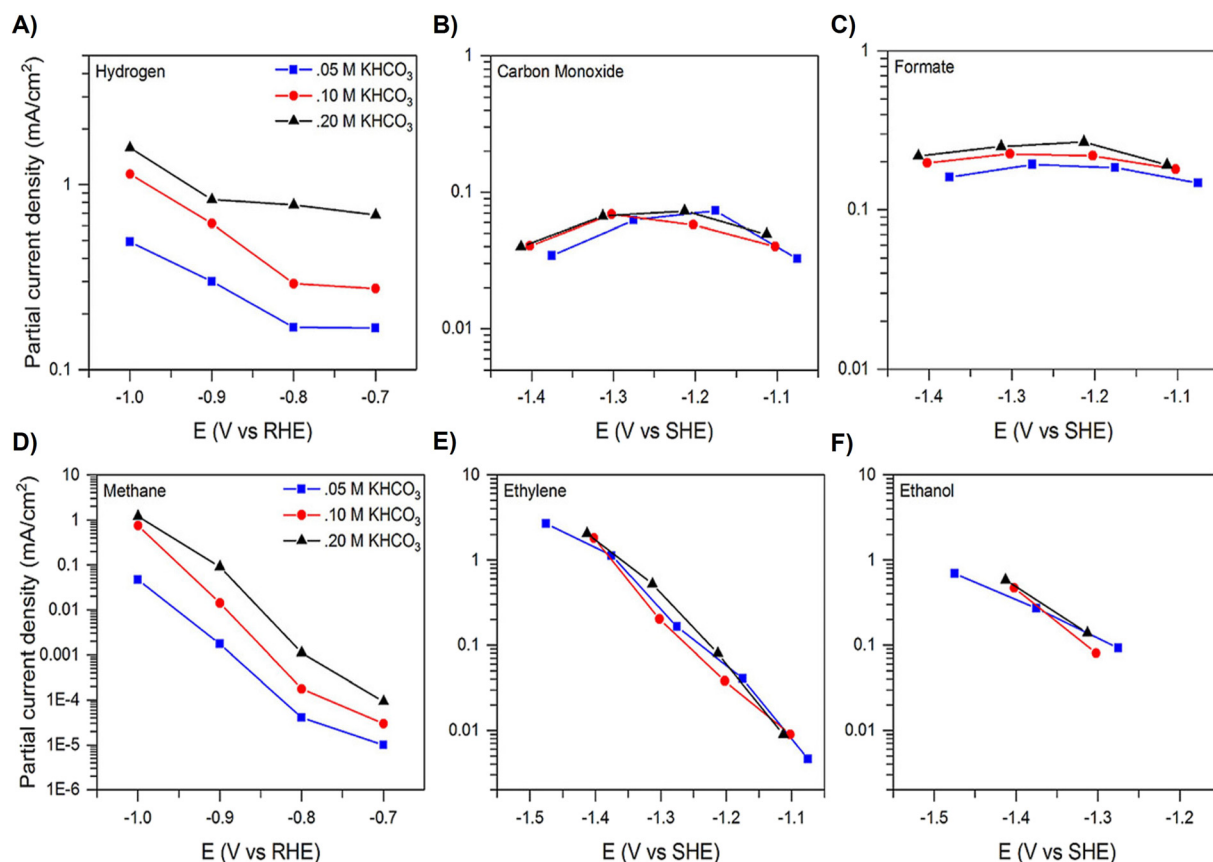 A)
B)
C)
Partial current density (mA/cm²)
Hydrogen
.05 M KHCO₃
.10 M KHCO₃
.20 M KHCO₃
1
0.1
-1.0 -0.9 -0.8 -0.7
E (V vs RHE)
Carbon Monoxide
1
0.1
0.01
-1.4 -1.3 -1.2 -1.1
E (V vs SHE)
Formate
1
0.1
0.01
-1.4 -1.3 -1.2 -1.1
E (V vs SHE)
D)
E)
F)
Partial current density (mA/cm²)
Methane
.05 M KHCO₃
.10 M KHCO₃
.20 M KHCO₃
10
1
0.1
0.01
0.001
1E-4
1E-5
1E-6
-1.0 -0.9 -0.8 -0.7
E (V vs RHE)
Ethylene
10
1
0.1
0.01
-1.5 -1.4 -1.3 -1.2 -1.1
E (V vs SHE)
Ethanol
10
1
0.1
0.01
-1.5 -1.4 -1.3 -1.2
E (V vs SHE)